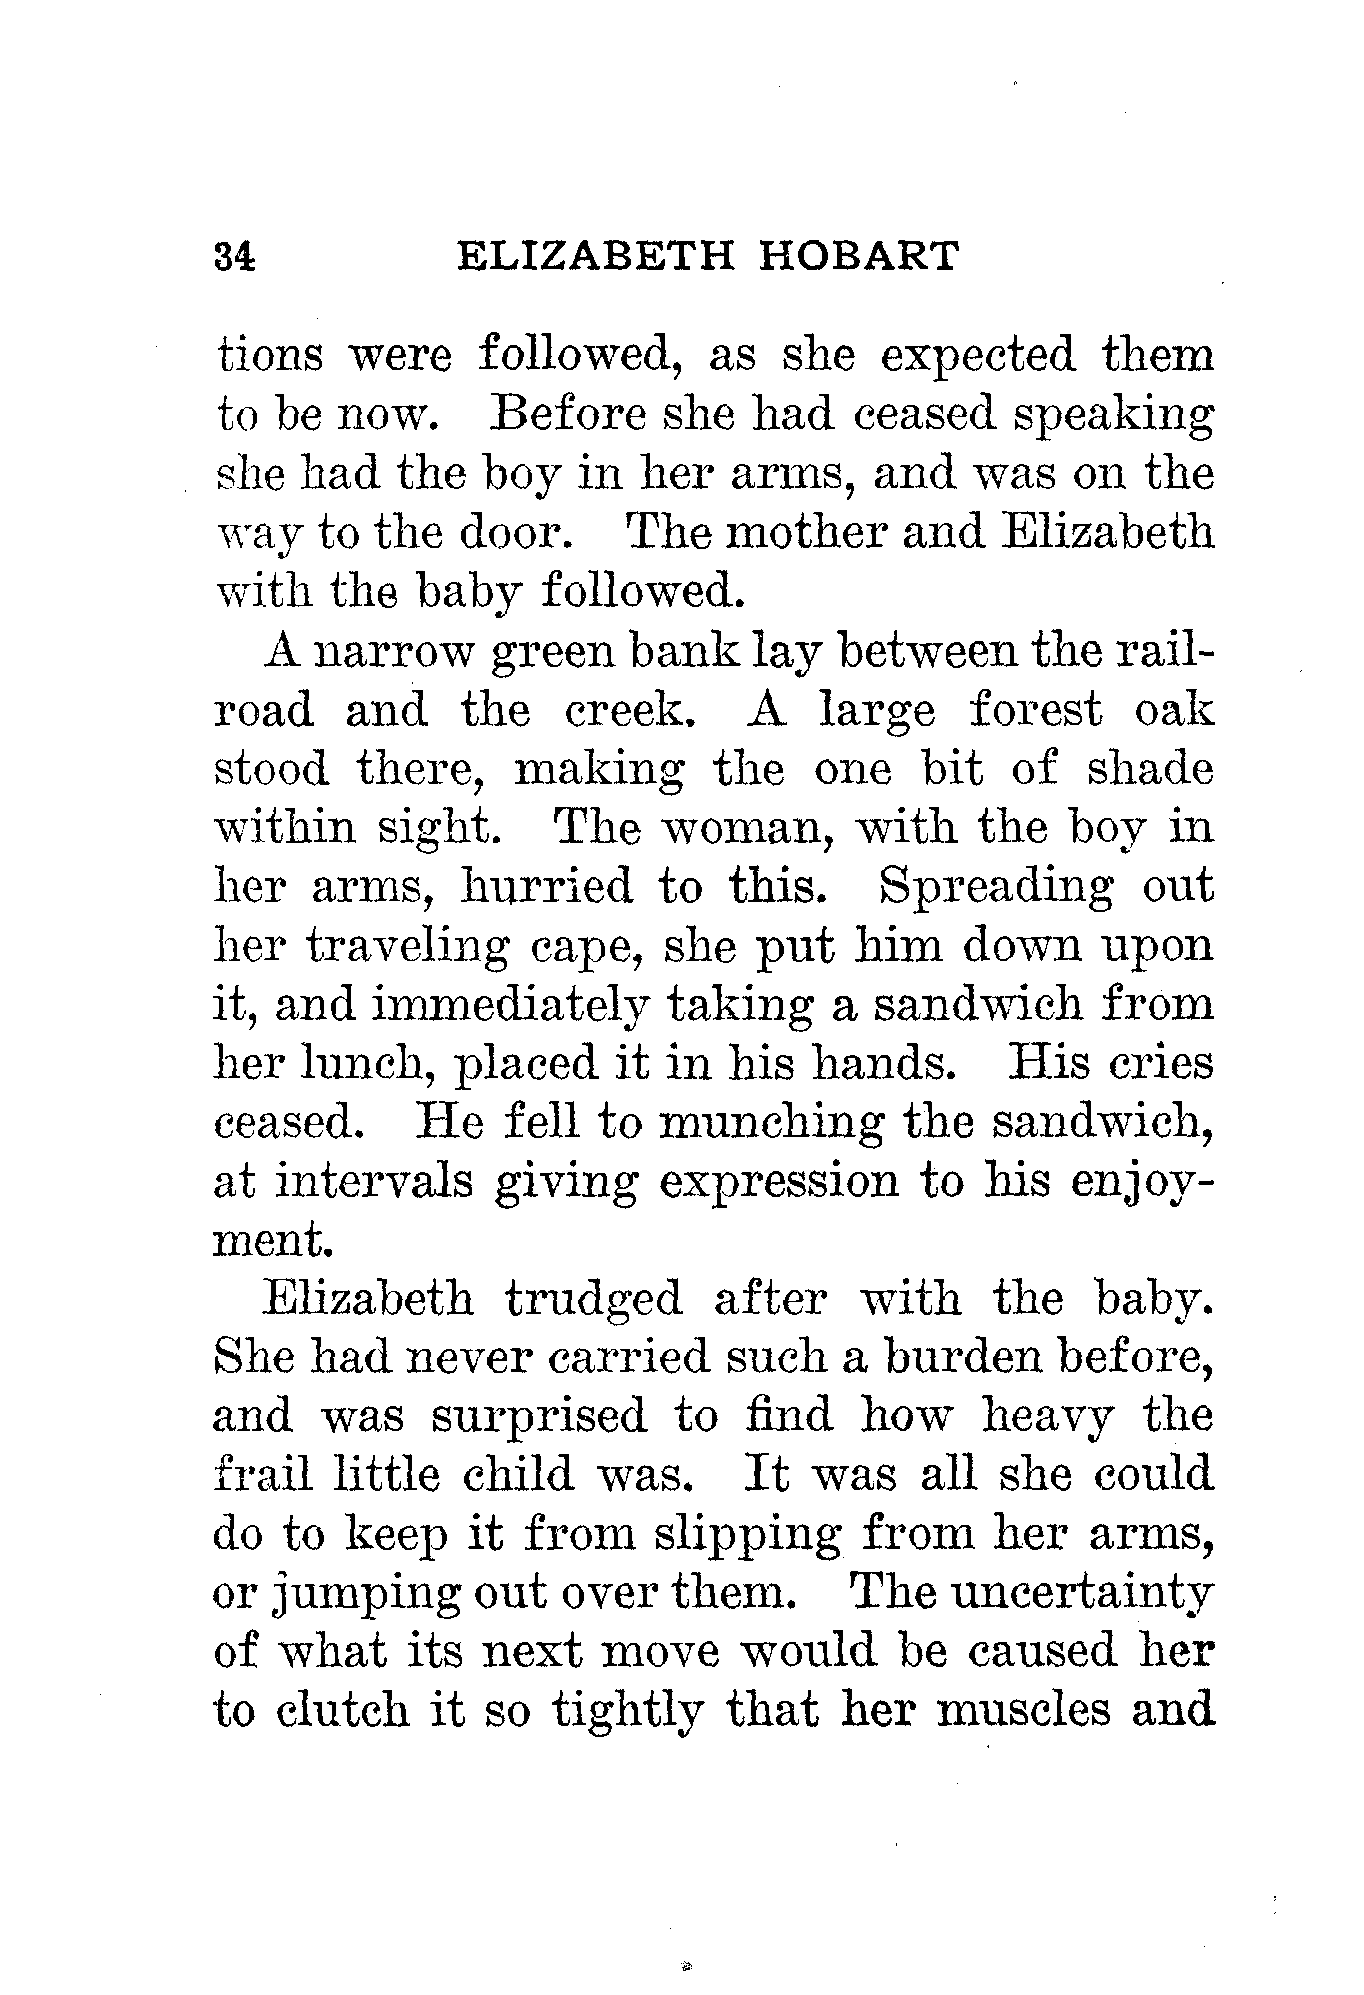 34 ELIZABETH HOBART
tions were followed, as she expected them
to be now. Before she had ceased speaking
she had the boy in her arms, and was on the
way to the door. The mother and Elizabeth
with the baby followed.
A narrow green bank lay between the rail-
road and the creek. A large forest oak
stood there, making the one bit of shade
within sight. The woman, with the boy in
her arms, hurried to this. Spreading out
her traveling cape, she put him down upon
it, and immediately taking a sandwich from
her lunch, placed it in his hands. His cries
ceased. He fell to munching the sandwich,
at intervals giving expression to his enjoy-
ment.
Elizabeth trudged after with the baby.
She had never carried such a burden before,
and was surprised to find how heavy the
frail little child was. It was all she could
do to keep it from slipping from her arms,
or jumping out over them. The uncertainty
of what its next move would be caused her
to clutch it so tightly that her muscles and